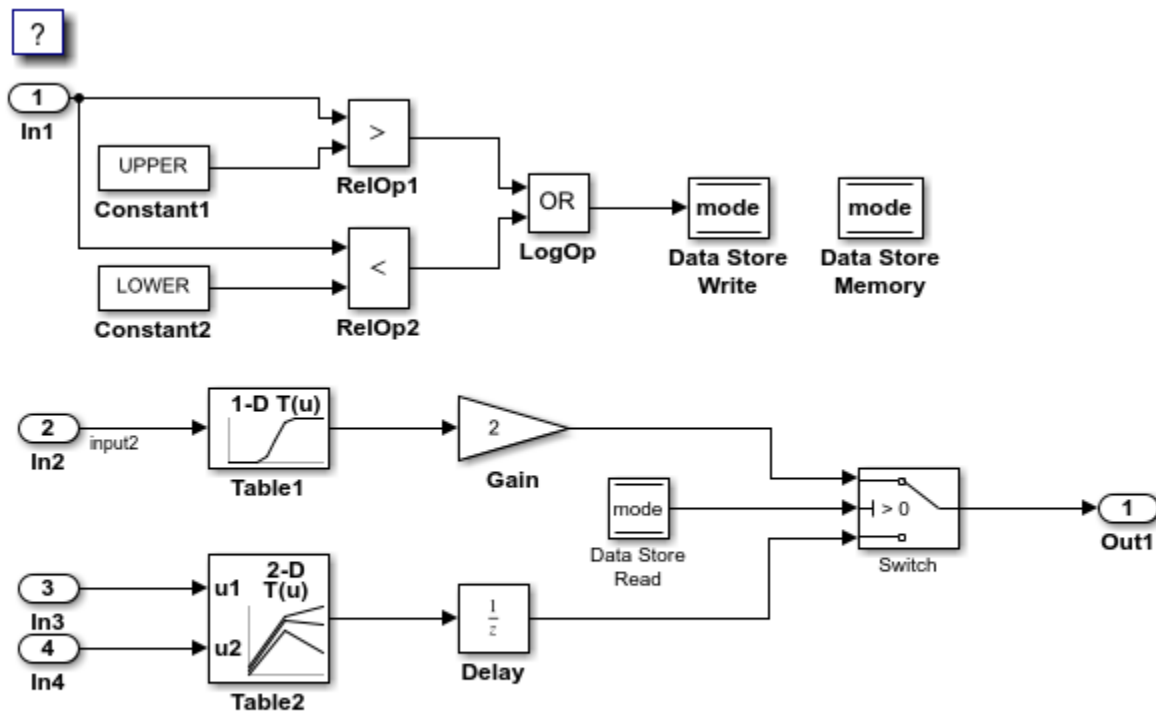 ?
1
In1
UPPER
Constant1
>
RelOp1
LOWER
Constant2
<
RelOp2
OR
LogOp
mode
Data Store
Write
mode
Data Store
Memory
2
In2
input2
1-D T(u)
Table1
2
Gain
mode
Data Store
Read
> 0
Switch
1
Out1
3
In3
4
In4
u1
u2
2-D
T(u)
Table2
1
z
Delay